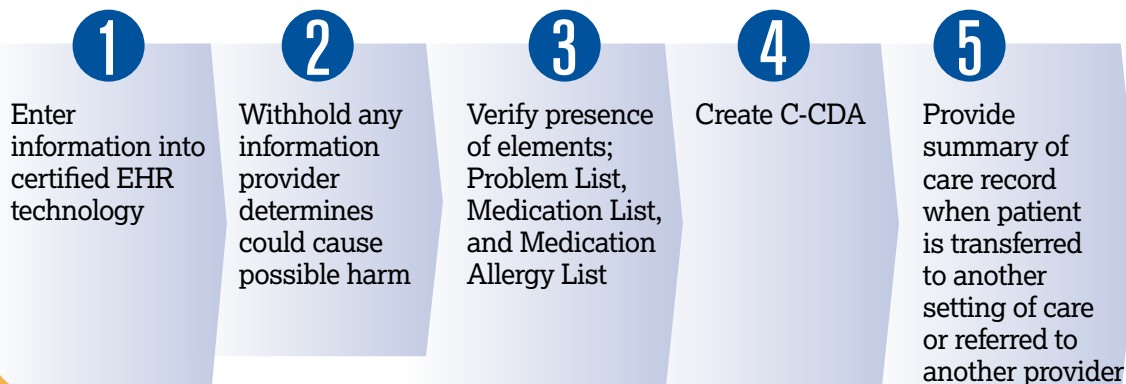 1
Enter
information into
certified EHR
technology
2
Withhold any
information
provider
determines
could cause
possible harm
3
Verify presence
of elements;
Problem List,
Medication List,
and Medication
Allergy List
4
Create C-CDA
5
Provide
summary of
care record
when patient
is transferred
to another
setting of care
or referred to
another provider